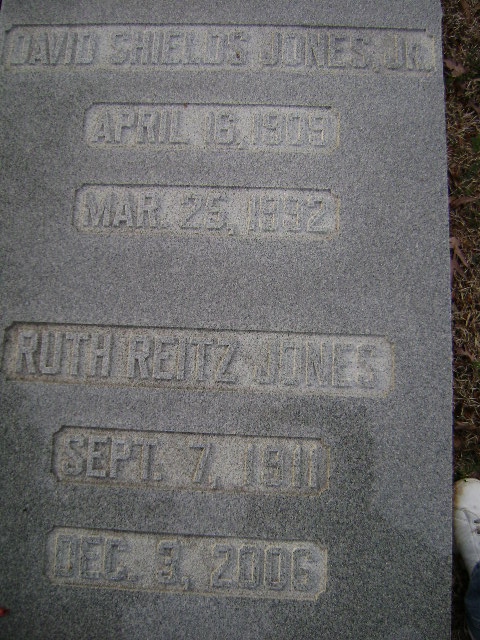 DAVID SHIELDS JONES, JR.
APRIL 16, 1909
MAR. 25, 1992
RUTH REITZ JONES
SEPT. 7, 1911
DEC. 3, 2006